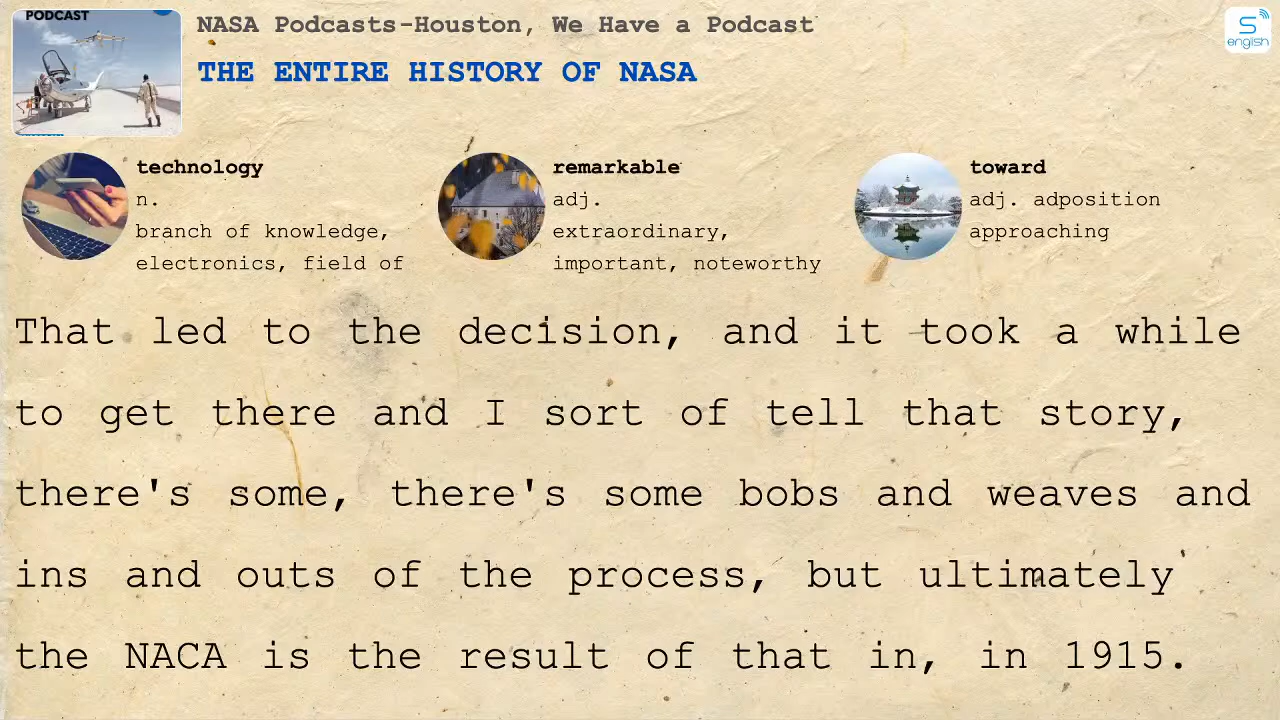 PODCAST
NASA Podcasts-Houston, We Have a Podcast
THE ENTIRE HISTORY OF NASA
S
english
technology
n.
branch of knowledge,
electronics, field of
remarkable
adj.
extraordinary,
important, noteworthy
toward
adj. adposition
approaching
That led to the decision, and it took a while
to get there and I sort of tell that story,
there's some, there's some bobs and weaves and
ins and outs of the process, but ultimately
the NACA is the result of that in, in 1915.